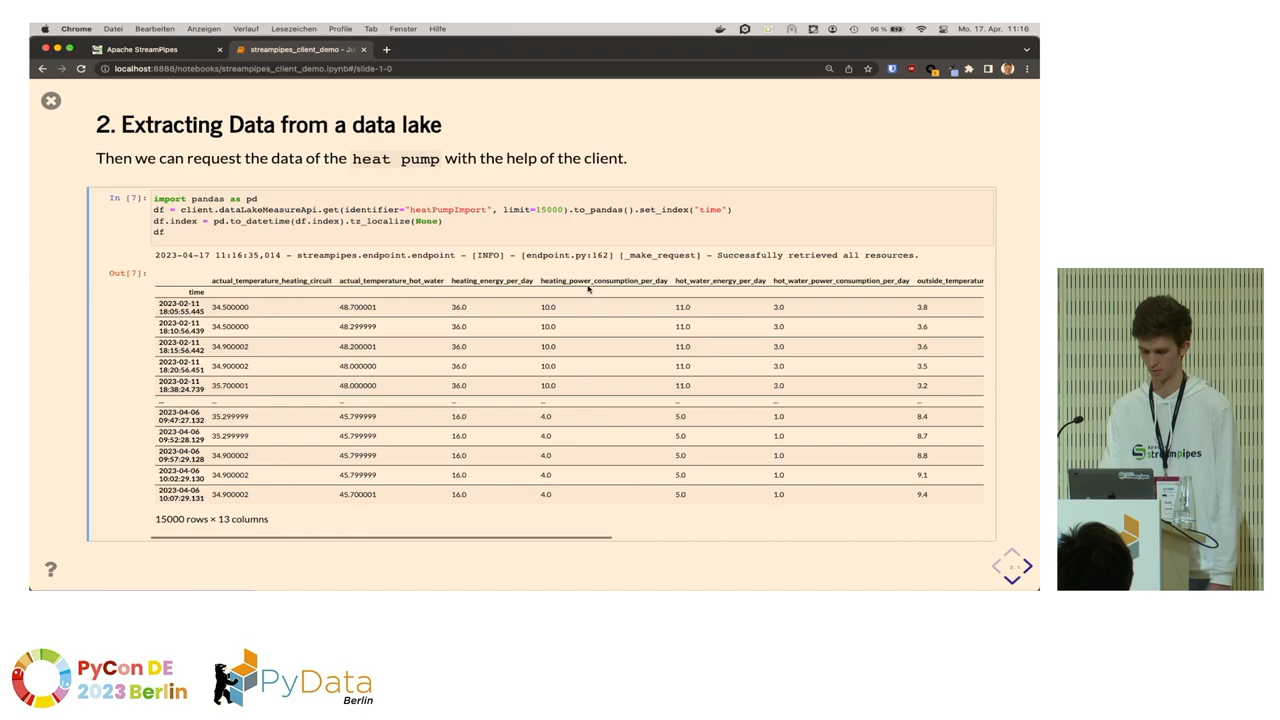 Chrome Datei Bearbeiten Anzeigen Verlauf Lesezeichen Profile Tab Fenster Hilfe 96 % Mo. 17. Apr. 11:16
Apache StreamPipes streampipes_client_demo - Ju
localhost:8888/notebooks/streampipes_client_demo.ipynb#/slide-1-0
2. Extracting Data from a data lake
Then we can request the data of the heat pump with the help of the client.
In [7]: import pandas as pd
df = client.dataLakeMeasureApi.get(identifier="heatPumpImport", limit=15000).to_pandas().set_index("time")
df.index = pd.to_datetime(df.index).tz_localize(None)
df
2023-04-17 11:16:35,014 - streampipes.endpoint.endpoint - [INFO] - [endpoint.py:162] [_make_request] - Successfully retrieved all resources.
Out[7]:
actual_temperature_heating_circuit actual_temperature_hot_water heating_energy_per_day heating_power_consumption_per_day hot_water_energy_per_day hot_water_power_consumption_per_day outside_temperatur
time
2023-02-11 18:05:55.445 34.500000 48.700001 36.0 10.0 11.0 3.0 3.8
2023-02-11 18:10:56.439 34.500000 48.299999 36.0 10.0 11.0 3.0 3.6
2023-02-11 18:15:56.442 34.900002 48.200001 36.0 10.0 11.0 3.0 3.6
2023-02-11 18:20:56.451 34.900002 48.000000 36.0 10.0 11.0 3.0 3.5
2023-02-11 18:38:24.739 35.700001 48.000000 36.0 10.0 11.0 3.0 3.2
... ... ... ... ... ... ... ...
2023-04-06 09:47:27.132 35.299999 45.799999 16.0 4.0 5.0 1.0 8.4
2023-04-06 09:52:28.129 35.299999 45.799999 16.0 4.0 5.0 1.0 8.7
2023-04-06 09:57:29.128 34.900002 45.799999 16.0 4.0 5.0 1.0 8.8
2023-04-06 10:02:29.130 34.900002 45.799999 16.0 4.0 5.0 1.0 9.1
2023-04-06 10:07:29.131 34.900002 45.700001 16.0 4.0 5.0 1.0 9.4
15000 rows × 13 columns
?
2.1
streampipes
PyCon DE
2023 Berlin
PyData
Berlin